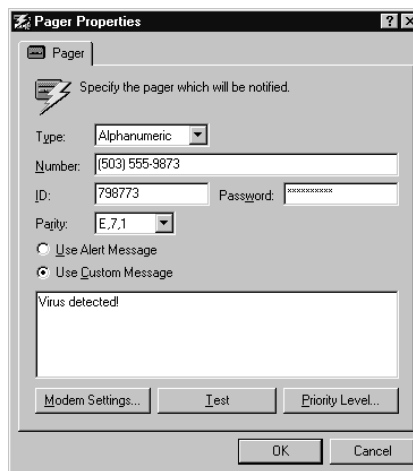 Pager Properties
Pager
Specify the pager which will be notified.
Type: Alphanumeric
Number: (503) 555-9873
ID: 798773 Password: **********
Parity: E,7,1
Use Alert Message
Use Custom Message
Virus detected!
Modem Settings... Test Priority Level...
OK Cancel